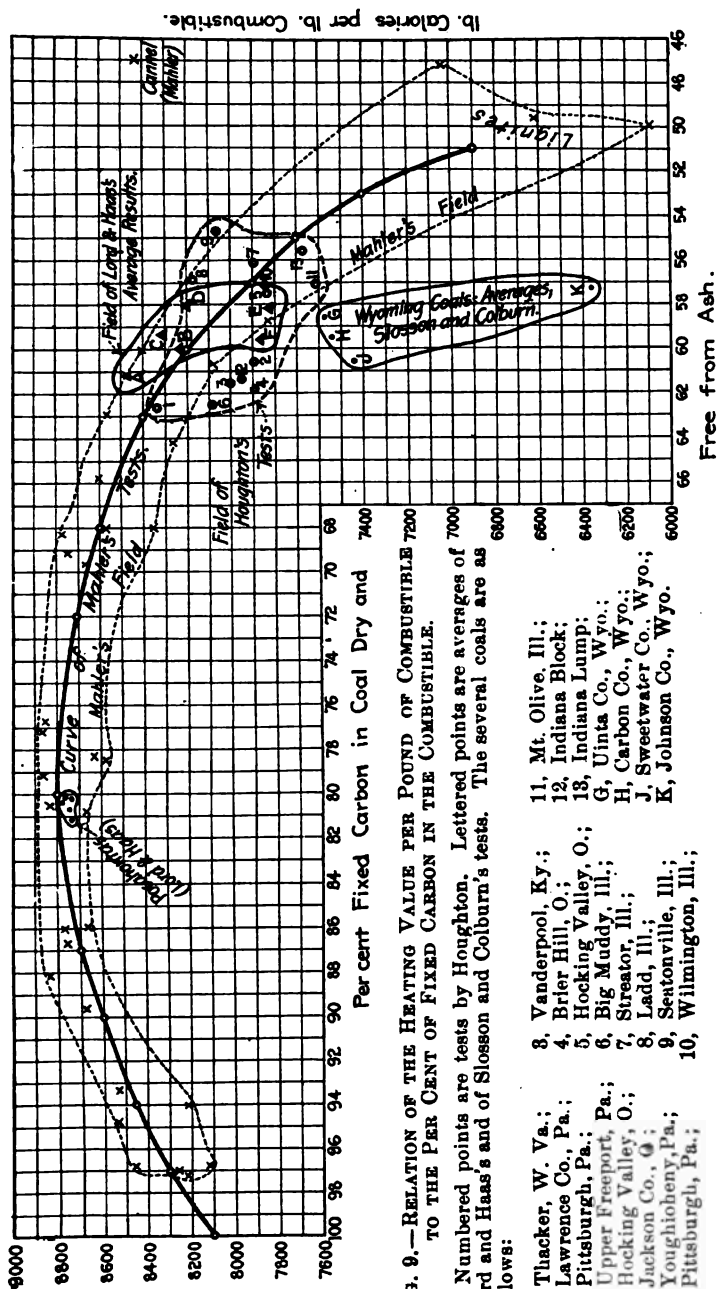 lb. Calories per lb. Combustible.
9000
8800
8600
8400
8200
8000
7800
7600
7400
7200
7000
6800
6600
6400
6200
6000
100 98 96 94 92 90 88 86 84 82 80 78 76 74 72 70 68
66 64 62 60 58 56 54 52 50 48 46
Per cent Fixed Carbon in Coal Dry and
Free from Ash.
Curve of Mahler's Tests.
Mahler's Field
Pocahontas
(Lord & Haas)
Field of
Houghton's
Tests
Field of Lord & Haas's
Average Results.
Cannel
(Mahler)
Lignites
Mahler's Field
Wyoming Coals: Averages,
Slosson and Colburn.
G
H
J
K
G. 9.—RELATION OF THE HEATING VALUE PER POUND OF COMBUSTIBLE
TO THE PER CENT OF FIXED CARBON IN THE COMBUSTIBLE.
Numbered points are tests by Houghton. Lettered points are averages of
rd and Haas's and of Slosson and Colburn's tests. The several coals are as
lows:
Thacker, W. Va.;
Lawrence Co., Pa.;
Pittsburgh, Pa.;
Upper Freeport, Pa.;
Hocking Valley, O.;
Jackson Co., O.;
Youghiogheny, Pa.;
Pittsburgh, Pa.;
3, Vanderpool, Ky.;
4, Brier Hill, O.;
5, Hocking Valley, O.;
6, Big Muddy, Ill.;
7, Streator, Ill.;
8, Ladd, Ill.;
9, Seatonville, Ill.;
10, Wilmington, Ill.;
11, Mt. Olive, Ill.;
12, Indiana Block;
13, Indiana Lump;
G, Uinta Co., Wyo.;
H, Carbon Co., Wyo.;
J, Sweetwater Co., Wyo.;
K, Johnson Co., Wyo.